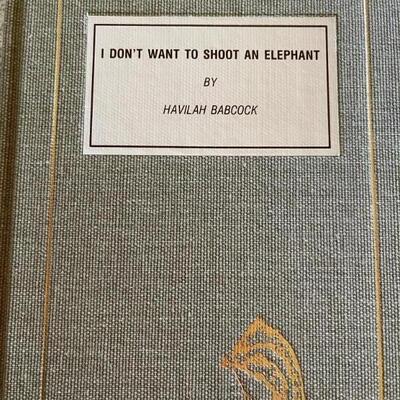 I DON'T WANT TO SHOOT AN ELEPHANT
BY
HAVILAH BABCOCK